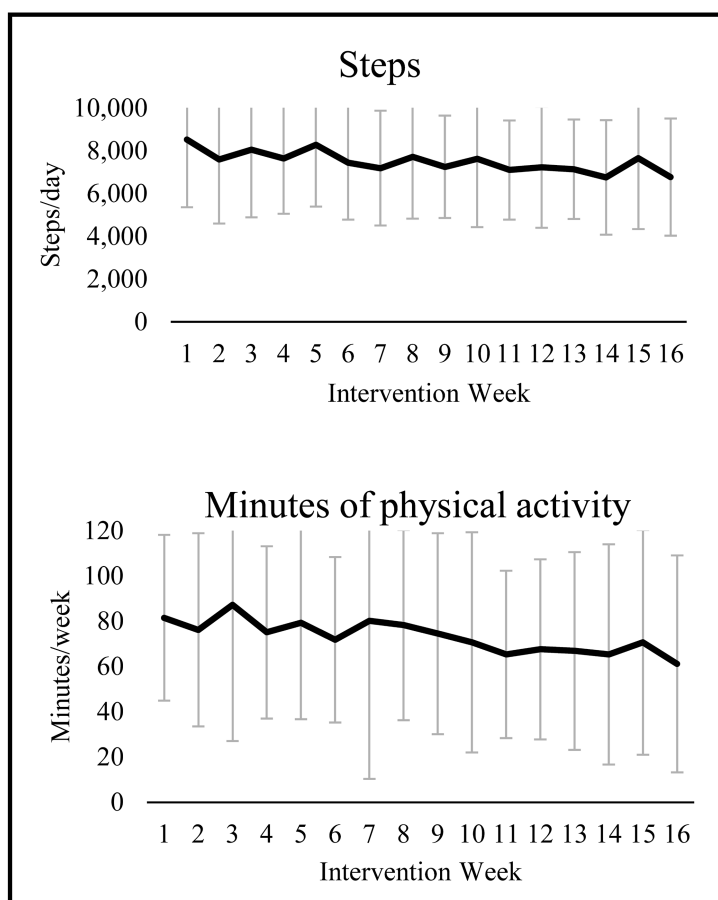 Steps
10,000
8,000
6,000
4,000
2,000
0
Steps/day
1 2 3 4 5 6 7 8 9 10 11 12 13 14 15 16
Intervention Week
Minutes of physical activity
120
100
80
60
40
20
0
Minutes/week
1 2 3 4 5 6 7 8 9 10 11 12 13 14 15 16
Intervention Week